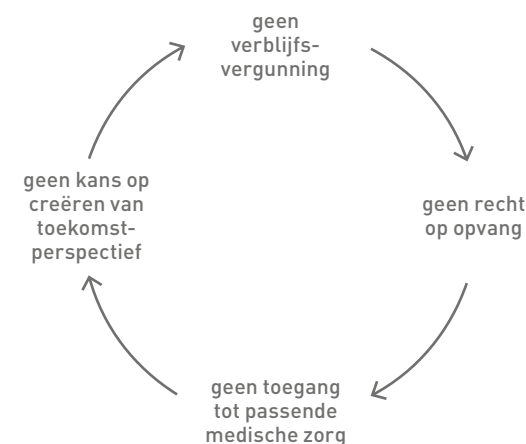 geen
verblijfs-
vergunning
geen recht
op opvang
geen toegang
tot passende
medische zorg
geen kans op
creëren van
toekomst-
perspectief